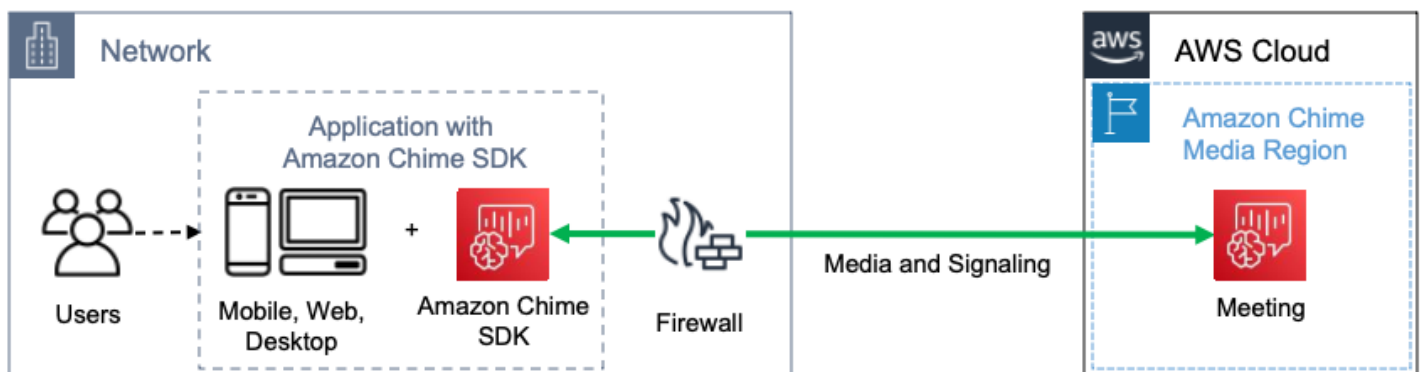 Network
aws
AWS Cloud
Application with
Amazon Chime SDK
Amazon Chime
Media Region
+
Users
Mobile, Web,
Desktop
Amazon Chime
SDK
Firewall
Media and Signaling
Meeting